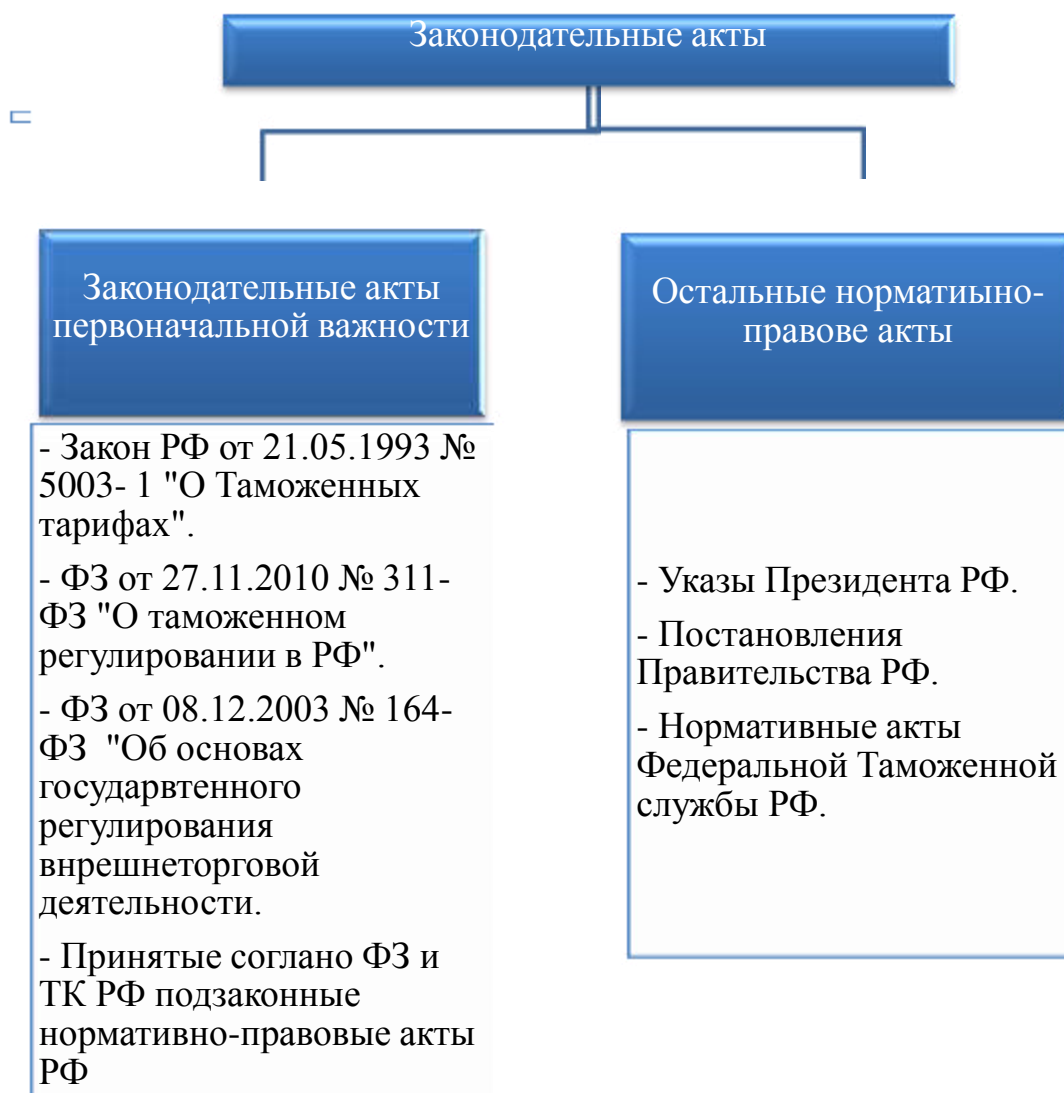 Законодательные акты
Законодательные акты
первоначальной важности
- Закон РФ от 21.05.1993 №
5003- 1 "О Таможенных
тарифах".
- ФЗ от 27.11.2010 № 311-
ФЗ "О таможенном
регулировании в РФ".
- ФЗ от 08.12.2003 № 164-
ФЗ "Об основах
госудаpвтенного
регулирования
внрешнеторговой
деятельности.
- Принятые соглано ФЗ и
ТК РФ подзаконные
нормативно-правовые акты
РФ
Остальные норматиыно-
правове акты
- Указы Президента РФ.
- Постановления
Правительства РФ.
- Нормативные акты
Федеральной Таможенной
службы РФ.